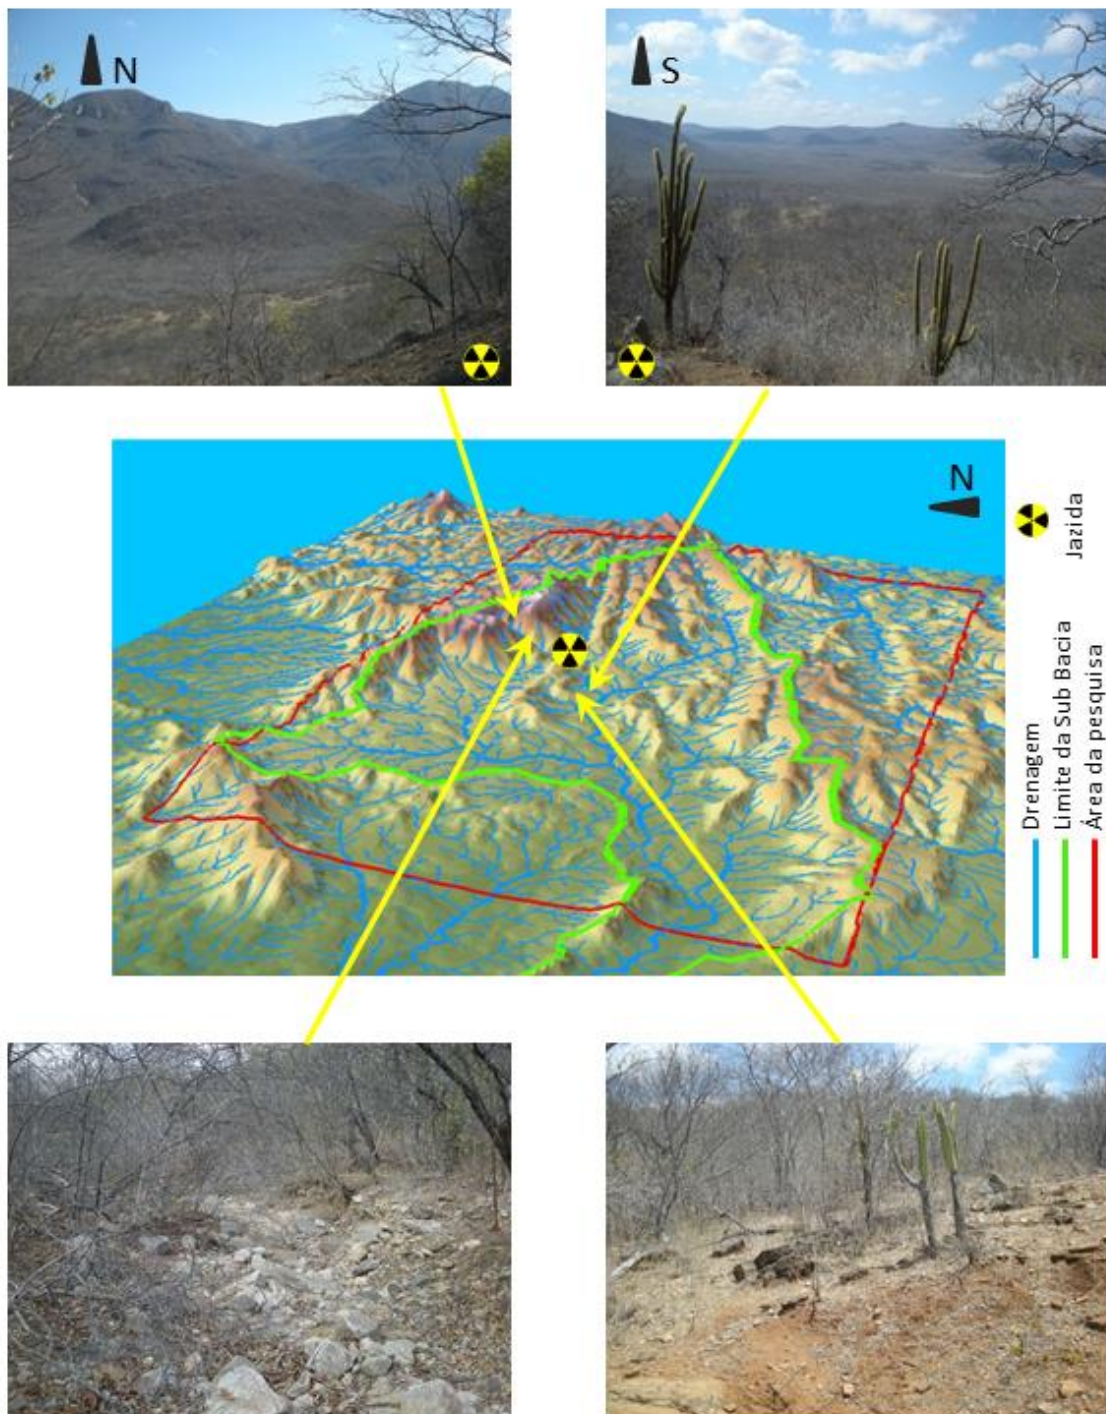 N
S
N
Jazida
Drenagem
Limite da Sub Bacia
Área da pesquisa